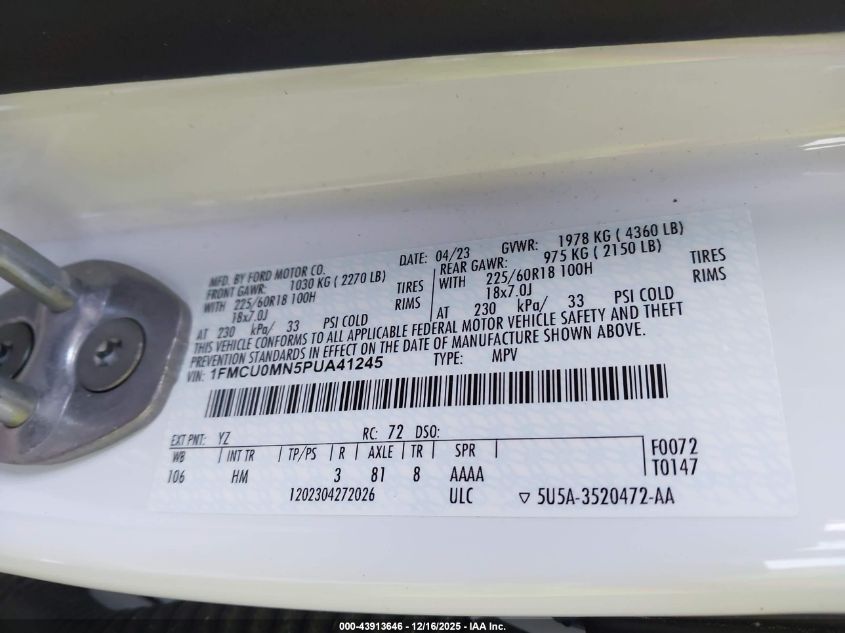 MFD. BY FORD MOTOR CO.
DATE: 04/23 GVWR: 1978 KG ( 4360 LB)
FRONT GAWR: 1030 KG ( 2270 LB)
REAR GAWR: 975 KG ( 2150 LB)
WITH 225/60R18 100H TIRES
WITH 225/60R18 100H TIRES
18x7.0J RIMS
18x7.0J RIMS
AT 230 kPa/ 33 PSI COLD
AT 230 kPa/ 33 PSI COLD
THIS VEHICLE CONFORMS TO ALL APPLICABLE FEDERAL MOTOR VEHICLE SAFETY AND THEFT
PREVENTION STANDARDS IN EFFECT ON THE DATE OF MANUFACTURE SHOWN ABOVE.
VIN: 1FMCU0MN5PUA41245 TYPE: MPV
EXT PNT: YZ RC: 72 DSO:
WB INT TR TP/PS R AXLE TR SPR F0072
106 HM 3 81 8 AAAA T0147
1202304272026 ULC ▽ 5U5A-3520472-AA
000-43913646 - 12/16/2025 - IAA Inc.